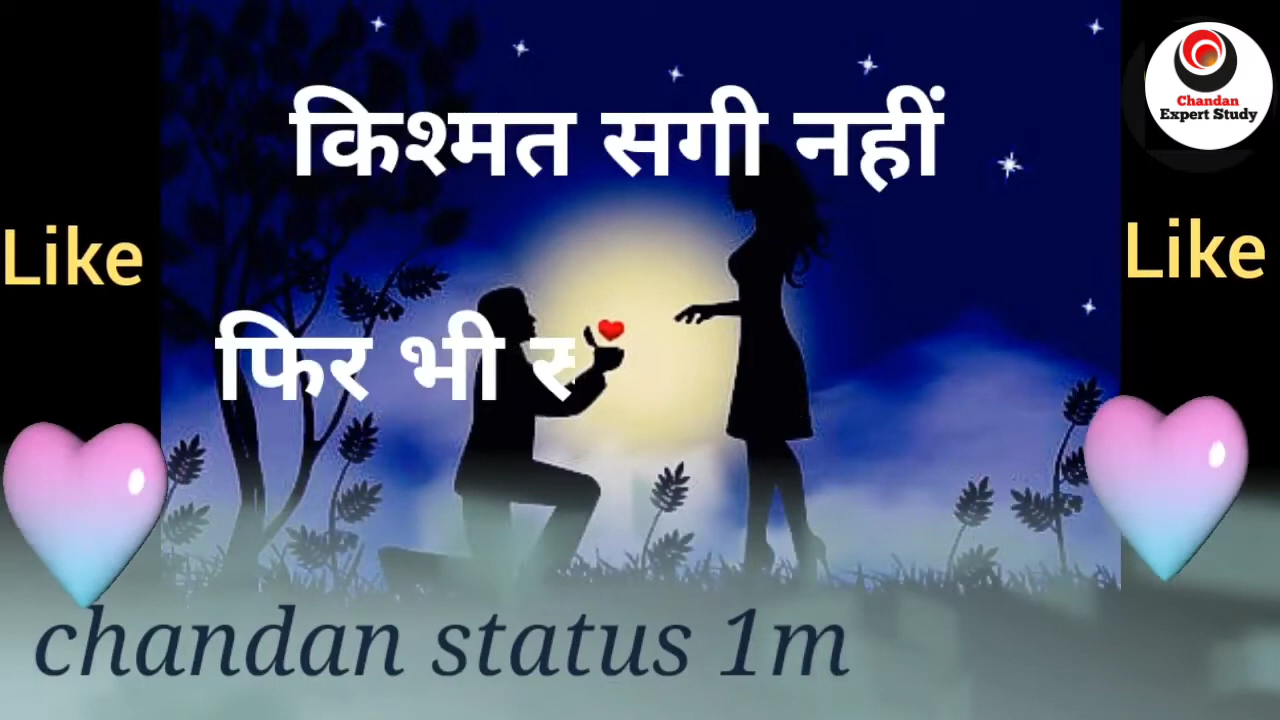 किश्मत सगी नहीं
फिर भी
Like
Like
Chandan
Expert Study
chandan status 1m